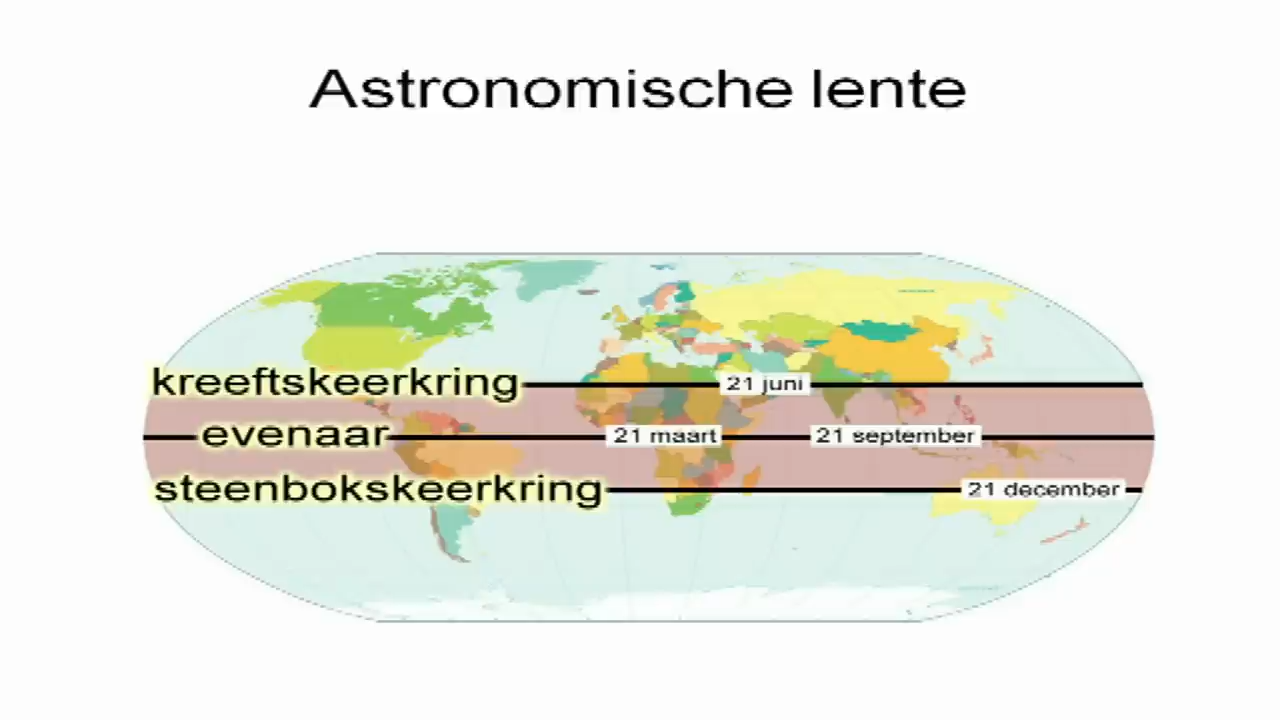 Astronomische lente
kreeftskeerkring 21 juni
evenaar 21 maart 21 september
steenbokskeerkring 21 december